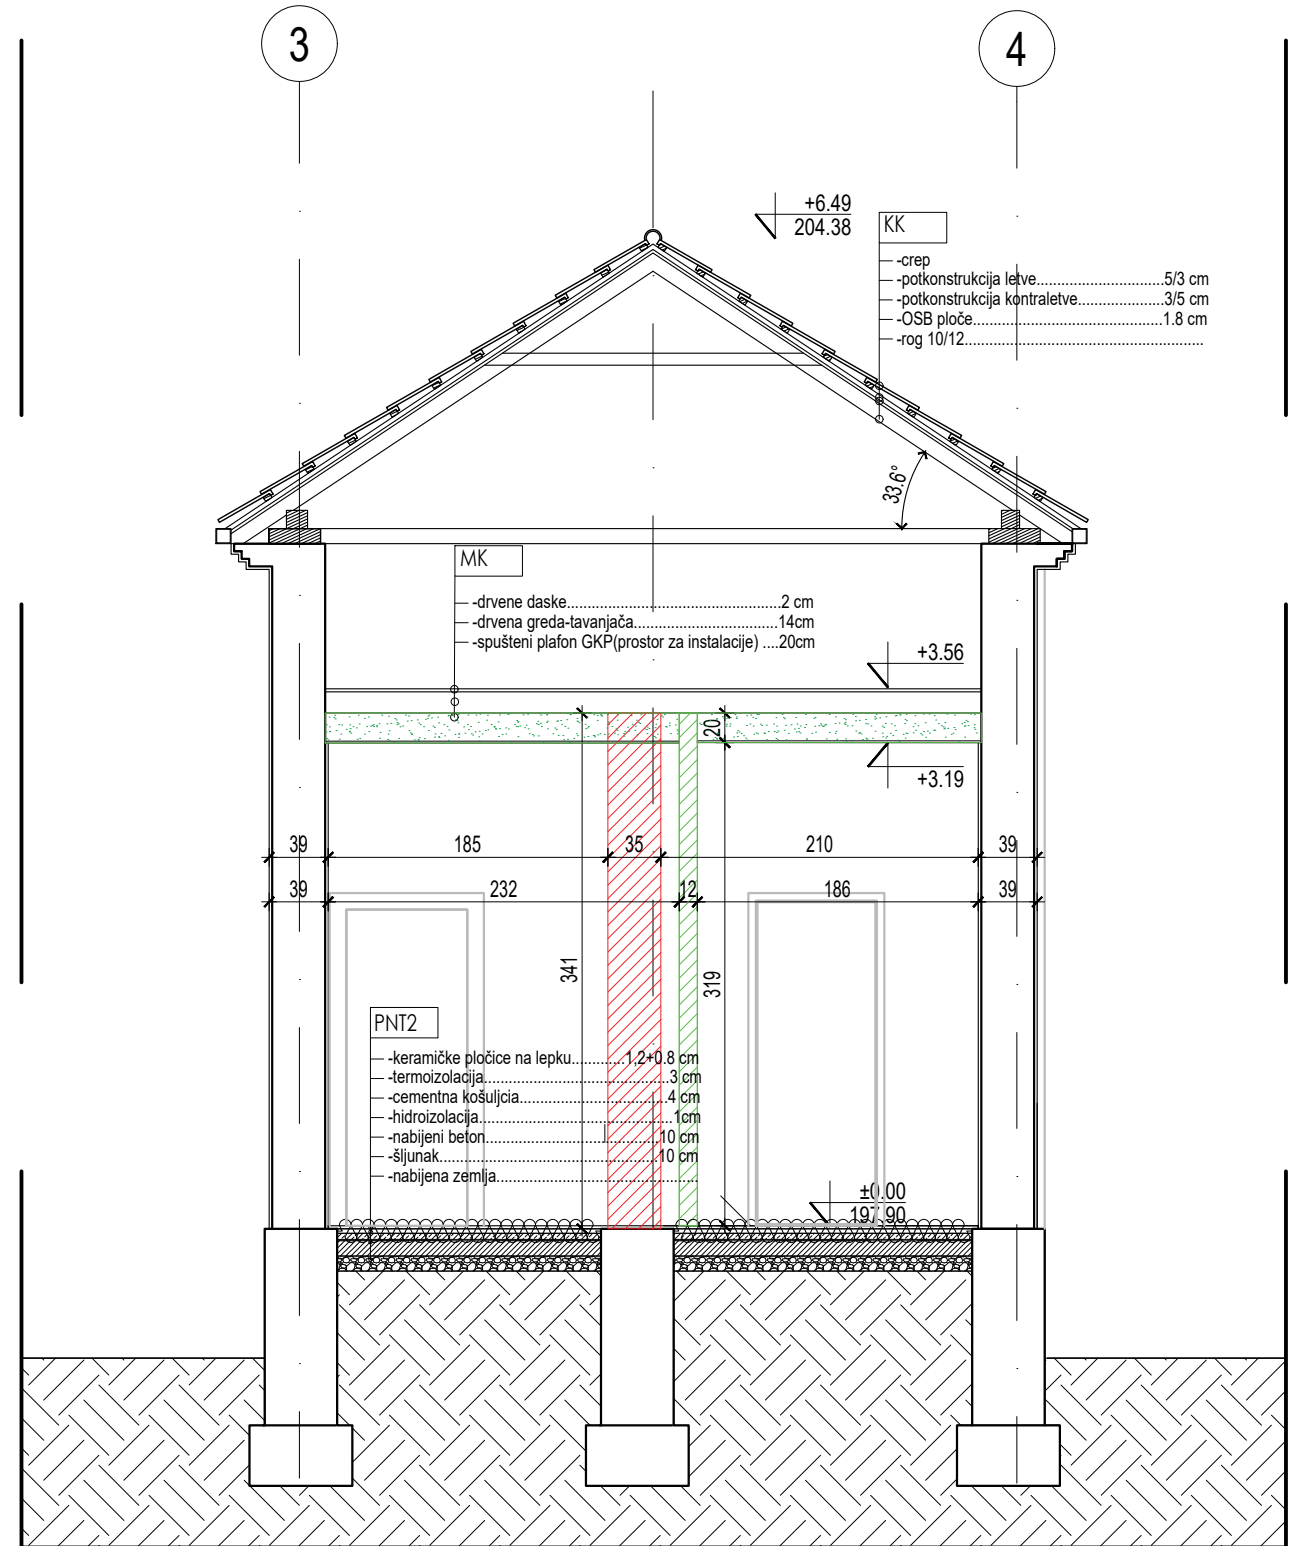 3
4
+6.49
204.38
KK
-crep
-potkonstrukcija letve............................5/3 cm
-potkonstrukcija kontraletve...................3/5 cm
-OSB ploče..........................................1.8 cm
-rog 10/12.....................................................
33.6°
MK
-drvene daske................................................2 cm
-drvena greda-tavanjača................................14cm
-spušteni plafon GKP(prostor za instalacije) ....20cm
+3.56
20
+3.19
39
185
35
210
39
39
232
12
186
39
341
319
PNT2
-keramičke pločice na lepku............1,2+0.8 cm
-termoizolacija.........................................3 cm
-cementna košuljcia.................................4 cm
-hidroizolacija...........................................1cm
-nabijeni beton.......................................10 cm
-šljunak.................................................10 cm
-nabijena zemlja.............................................
±0.00
197.90